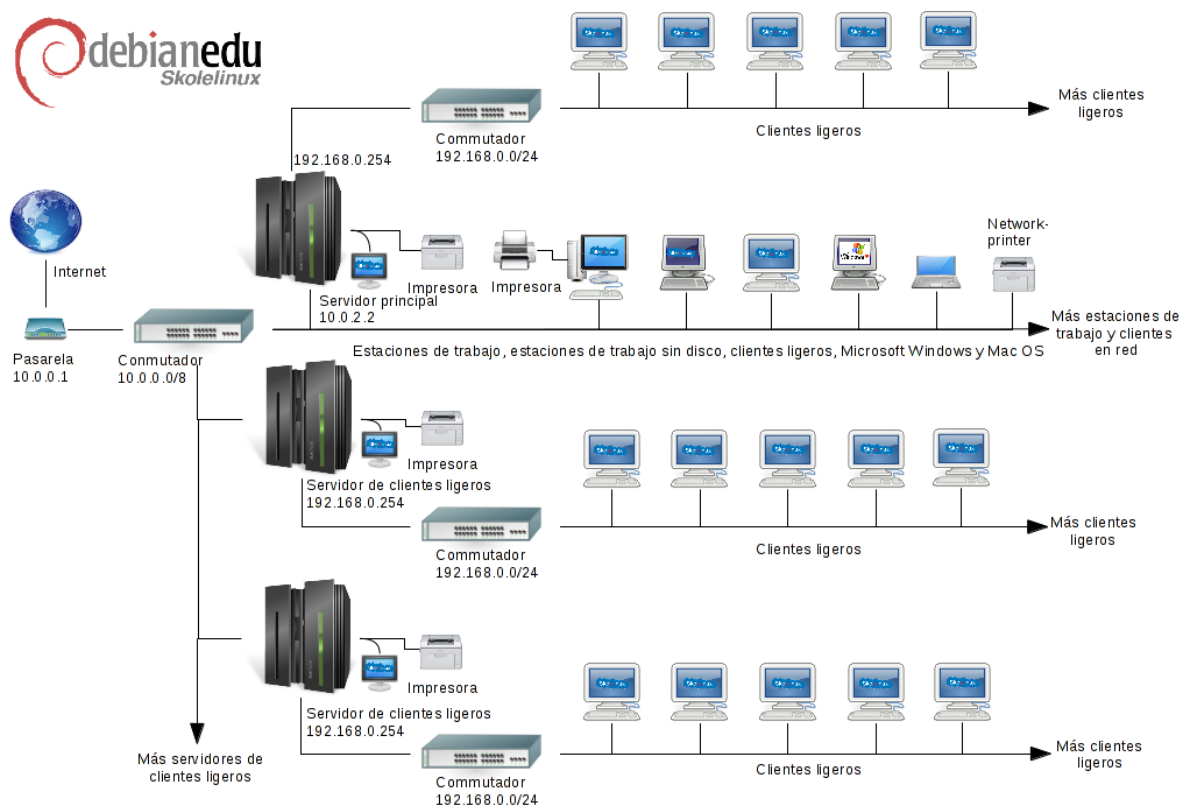 debianedu
Skolelinux
Más clientes
ligeros
Clientes ligeros
Commutador
192.168.0.0/24
192.168.0.254
Internet
Impresora
Impresora
Network-
printer
Servidor principal
10.0.2.2
Pasarela
10.0.0.1
Commutador
10.0.0.0/8
Estaciones de trabajo, estaciones de trabajo sin disco, clientes ligeros, Microsoft Windows y Mac OS
Más estaciones de
trabajo y clientes
en red
Impresora
Servidor de clientes ligeros
192.168.0.254
Commutador
192.168.0.0/24
Clientes ligeros
Más clientes
ligeros
Impresora
Servidor de clientes ligeros
192.168.0.254
Commutador
192.168.0.0/24
Clientes ligeros
Más clientes
ligeros
Más servidores de
clientes ligeros